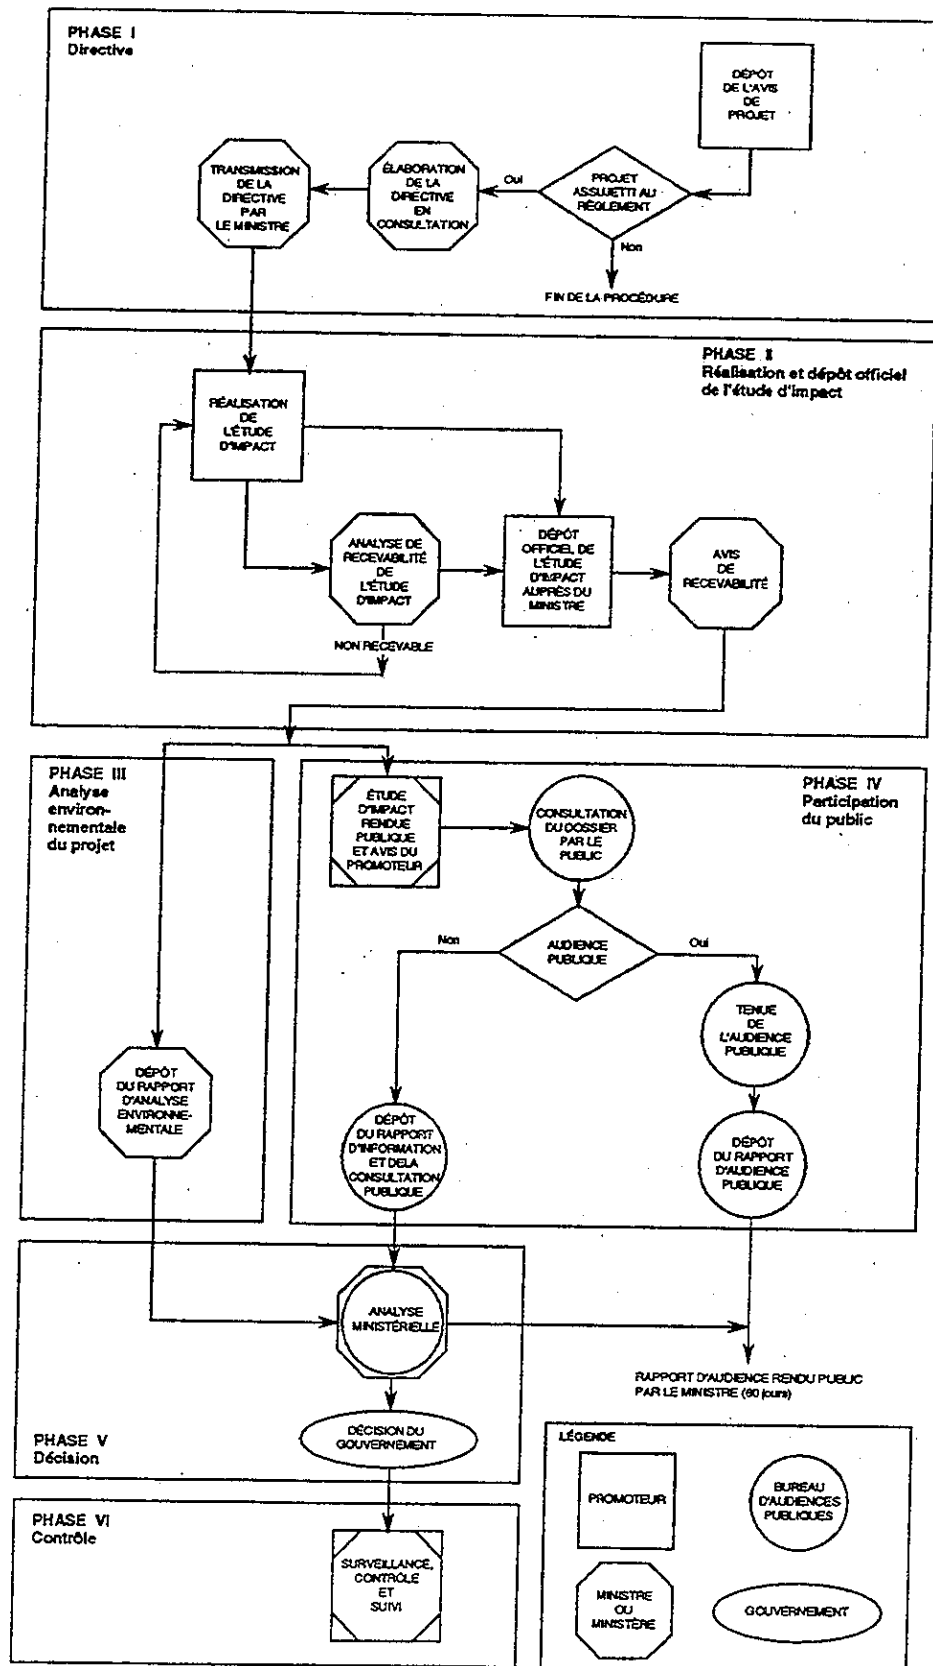 PHASE I
Directive
DÉPÔT
DE L'AVIS
DE
PROJET
TRANSMISSION
DE LA
DIRECTIVE
PAR
LE MINISTRE
ÉLABORATION
DE LA
DIRECTIVE
EN
CONSULTATION
Oui
PROJET
ASSUJETTI AU
RÈGLEMENT
Non
FIN DE LA PROCÉDURE
PHASE II
Réalisation et dépôt officiel
de l'étude d'impact
RÉALISATION
DE
L'ÉTUDE
D'IMPACT
ANALYSE DE
RECEVABILITÉ
DE
L'ÉTUDE
D'IMPACT
NON RECEVABLE
DÉPÔT
OFFICIEL DE
L'ÉTUDE
D'IMPACT
AUPRÈS DU
MINISTRE
AVIS
DE
RECEVABILITÉ
PHASE III
Analyse
environ-
nementale
du projet
DÉPÔT
DU RAPPORT
D'ANALYSE
ENVIRONNE-
MENTALE
PHASE IV
Participation
du public
ÉTUDE
D'IMPACT
RENDUE
PUBLIQUE
ET AVIS DU
PROMOTEUR
CONSULTATION
DU DOSSIER
PAR LE
PUBLIC
Non
AUDIENCE
PUBLIQUE
Oui
TENUE
DE
L'AUDIENCE
PUBLIQUE
DÉPÔT
DU RAPPORT
D'INFORMATION
ET DELA
CONSULTATION
PUBLIQUE
DÉPÔT
DU RAPPORT
D'AUDIENCE
PUBLIQUE
ANALYSE
MINISTÉRIELLE
RAPPORT D'AUDIENCE RENDU PUBLIC
PAR LE MINISTRE (60 jours)
DÉCISION DU
GOUVERNEMENT
PHASE V
Décision
PHASE VI
Contrôle
SURVEILLANCE,
CONTRÔLE
ET
SUIVI
LÉGENDE
PROMOTEUR
BUREAU
D'AUDIENCES
PUBLIQUES
MINISTRE
OU
MINISTÈRE
GOUVERNEMENT